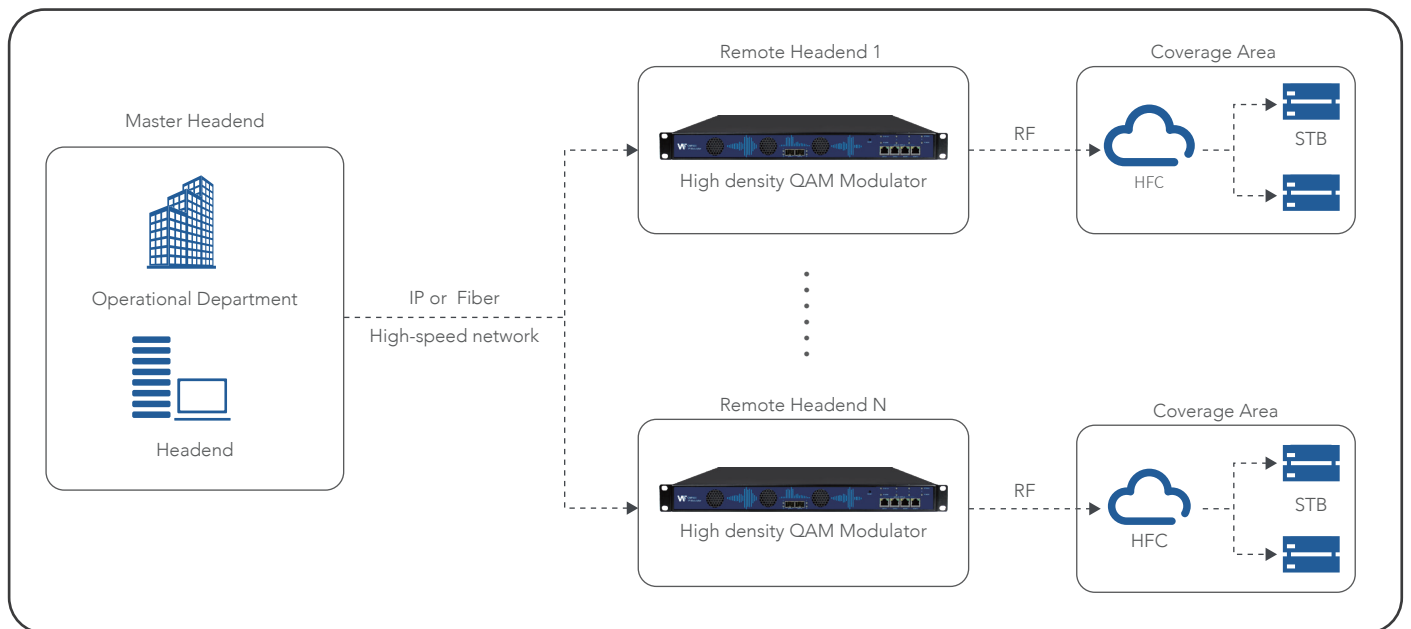 Master Headend
Operational Department
Headend
IP or Fiber
High-speed network
Remote Headend 1
High density QAM Modulator
RF
Coverage Area
HFC
STB
Remote Headend N
High density QAM Modulator
RF
Coverage Area
HFC
STB